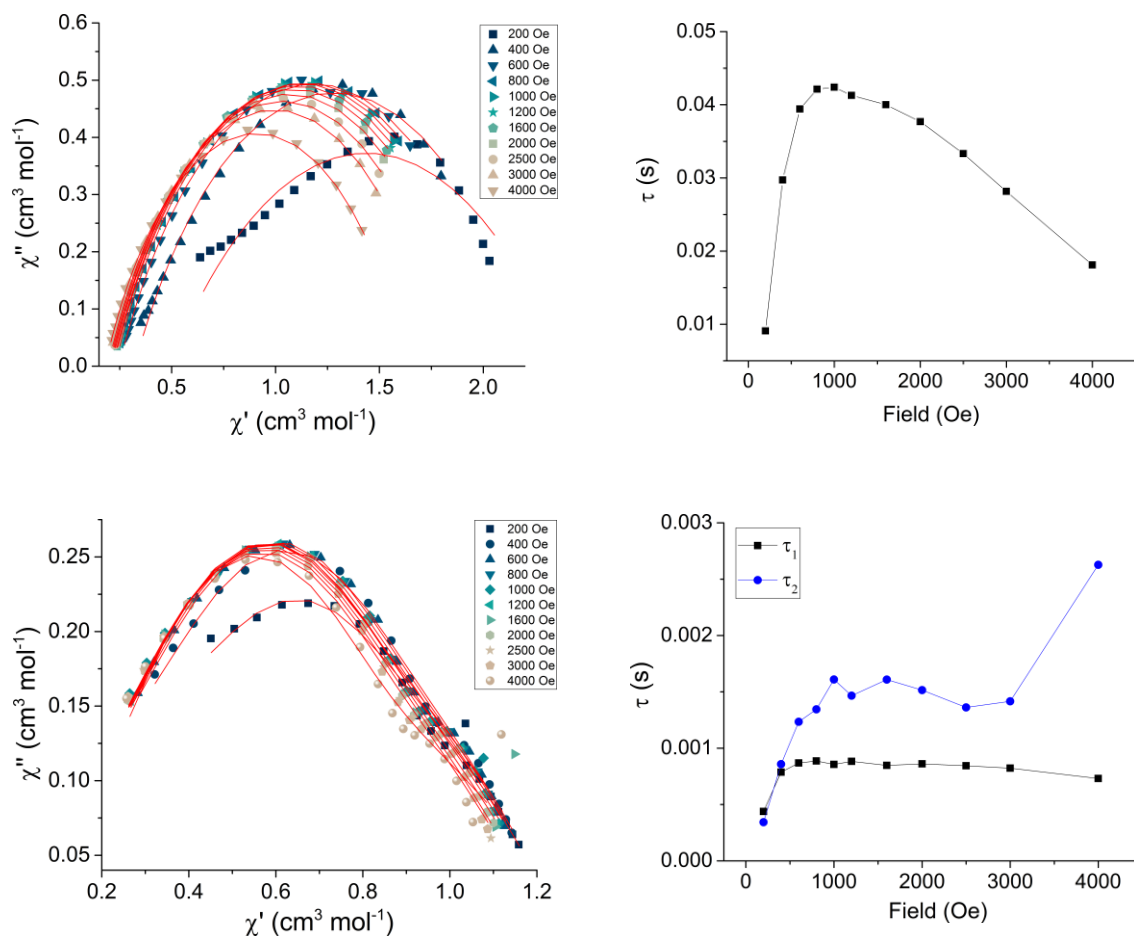 0.6
0.5
0.4
0.3
0.2
0.1
0.0
χ'' (cm³ mol⁻¹)
200 Oe
400 Oe
600 Oe
800 Oe
1000 Oe
1200 Oe
1600 Oe
2000 Oe
2500 Oe
3000 Oe
4000 Oe
0.5 1.0 1.5 2.0
χ' (cm³ mol⁻¹)
0.05
0.04
0.03
0.02
0.01
τ (s)
0 1000 2000 3000 4000
Field (Oe)
0.25
0.20
0.15
0.10
0.05
χ'' (cm³ mol⁻¹)
200 Oe
400 Oe
600 Oe
800 Oe
1000 Oe
1200 Oe
1600 Oe
2000 Oe
2500 Oe
3000 Oe
4000 Oe
0.2 0.4 0.6 0.8 1.0 1.2
χ' (cm³ mol⁻¹)
0.003
0.002
0.001
0.000
τ (s)
τ₁
τ₂
0 1000 2000 3000 4000
Field (Oe)